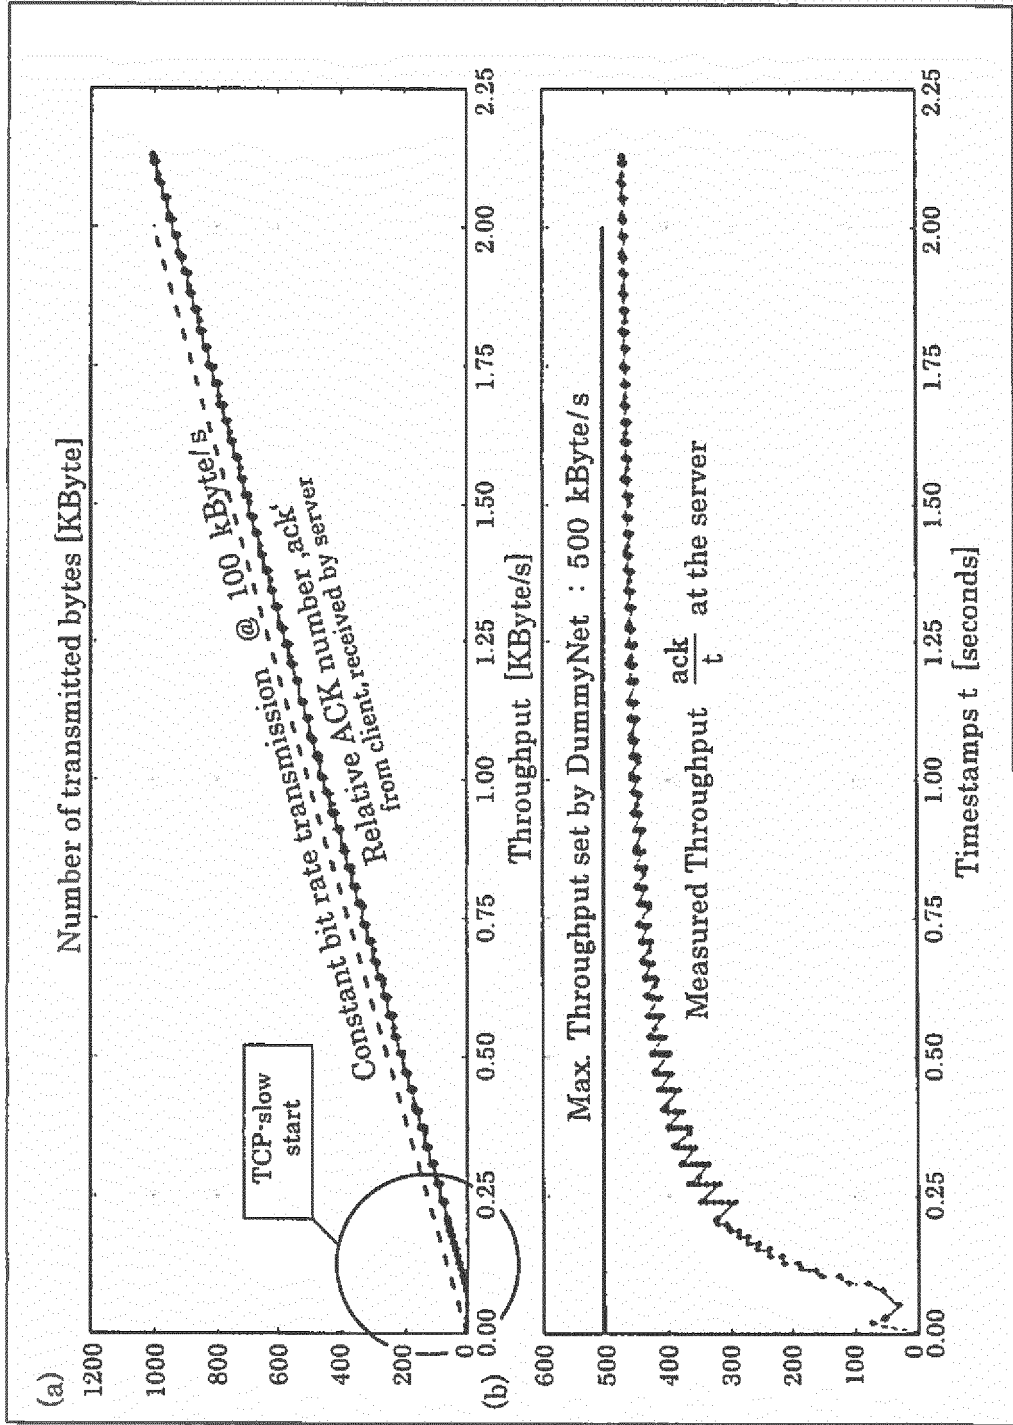 (a)
Number of transmitted bytes [KByte]
1200
1000
800
600
400
200
0
TCP-slow
start
Constant bit rate transmission @ 100 kByte/s
Relative ACK number ‚ack'
from client, received by server
0.00 0.25 0.50 0.75 1.00 1.25 1.50 1.75 2.00 2.25
(b)
Throughput [KByte/s]
600
500
400
300
200
100
0
Max. Throughput set by DummyNet : 500 kByte/s
Measured Throughput ack/t at the server
0.00 0.25 0.50 0.75 1.00 1.25 1.50 1.75 2.00 2.25
Timestamps t [seconds]